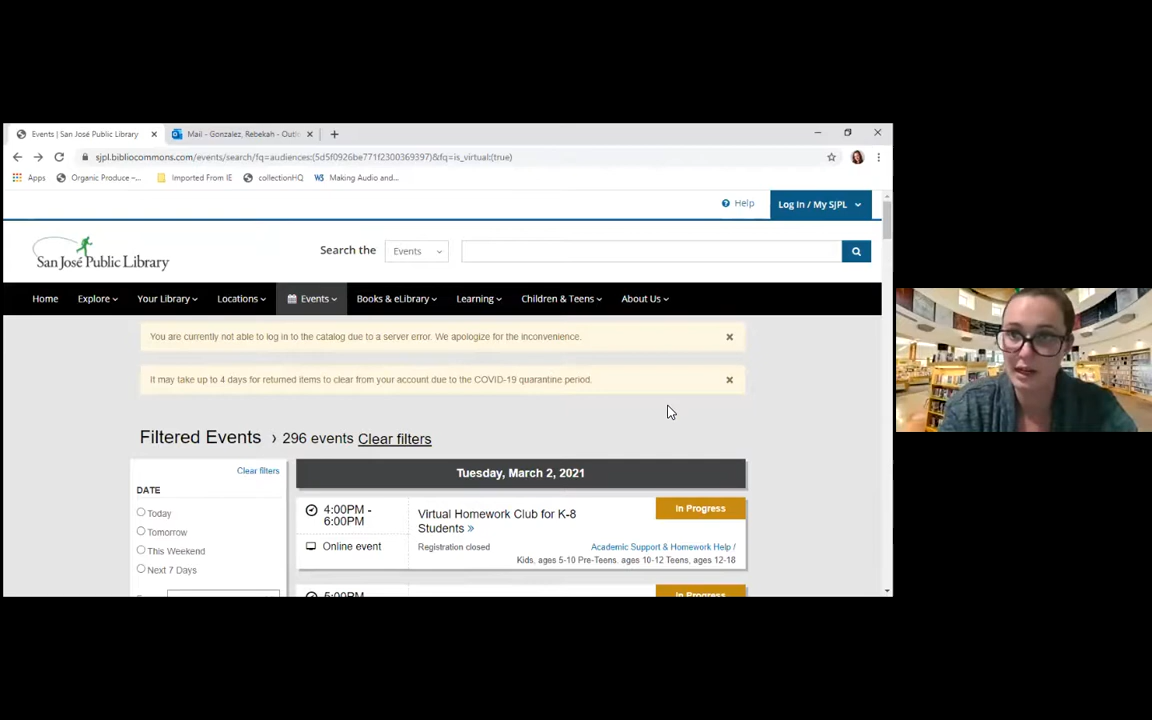 Events | San José Public Library
Mail - Gonzalez, Rebekah - Outl
sjpl.bibliocommons.com/events/search/fq=audiences:(5d5f0926be771f2300369397)&fq=is_virtual:(true)
Apps Organic Produce –... Imported From IE collectionHQ Making Audio and...
Help Log In / My SJPL
San José Public Library
Search the Events
Home Explore Your Library Locations Events Books & eLibrary Learning Children & Teens About Us
You are currently not able to log in to the catalog due to a server error. We apologize for the inconvenience.
It may take up to 4 days for returned items to clear from your account due to the COVID-19 quarantine period.
Filtered Events › 296 events Clear filters
Clear filters
DATE
Today
Tomorrow
This Weekend
Next 7 Days
Tuesday, March 2, 2021
4:00PM -
6:00PM
Online event
Virtual Homework Club for K-8
Students »
Registration closed
In Progress
Academic Support & Homework Help /
Kids, ages 5-10 Pre-Teens. ages 10-12 Teens, ages 12-18
5:00PM
In Progress